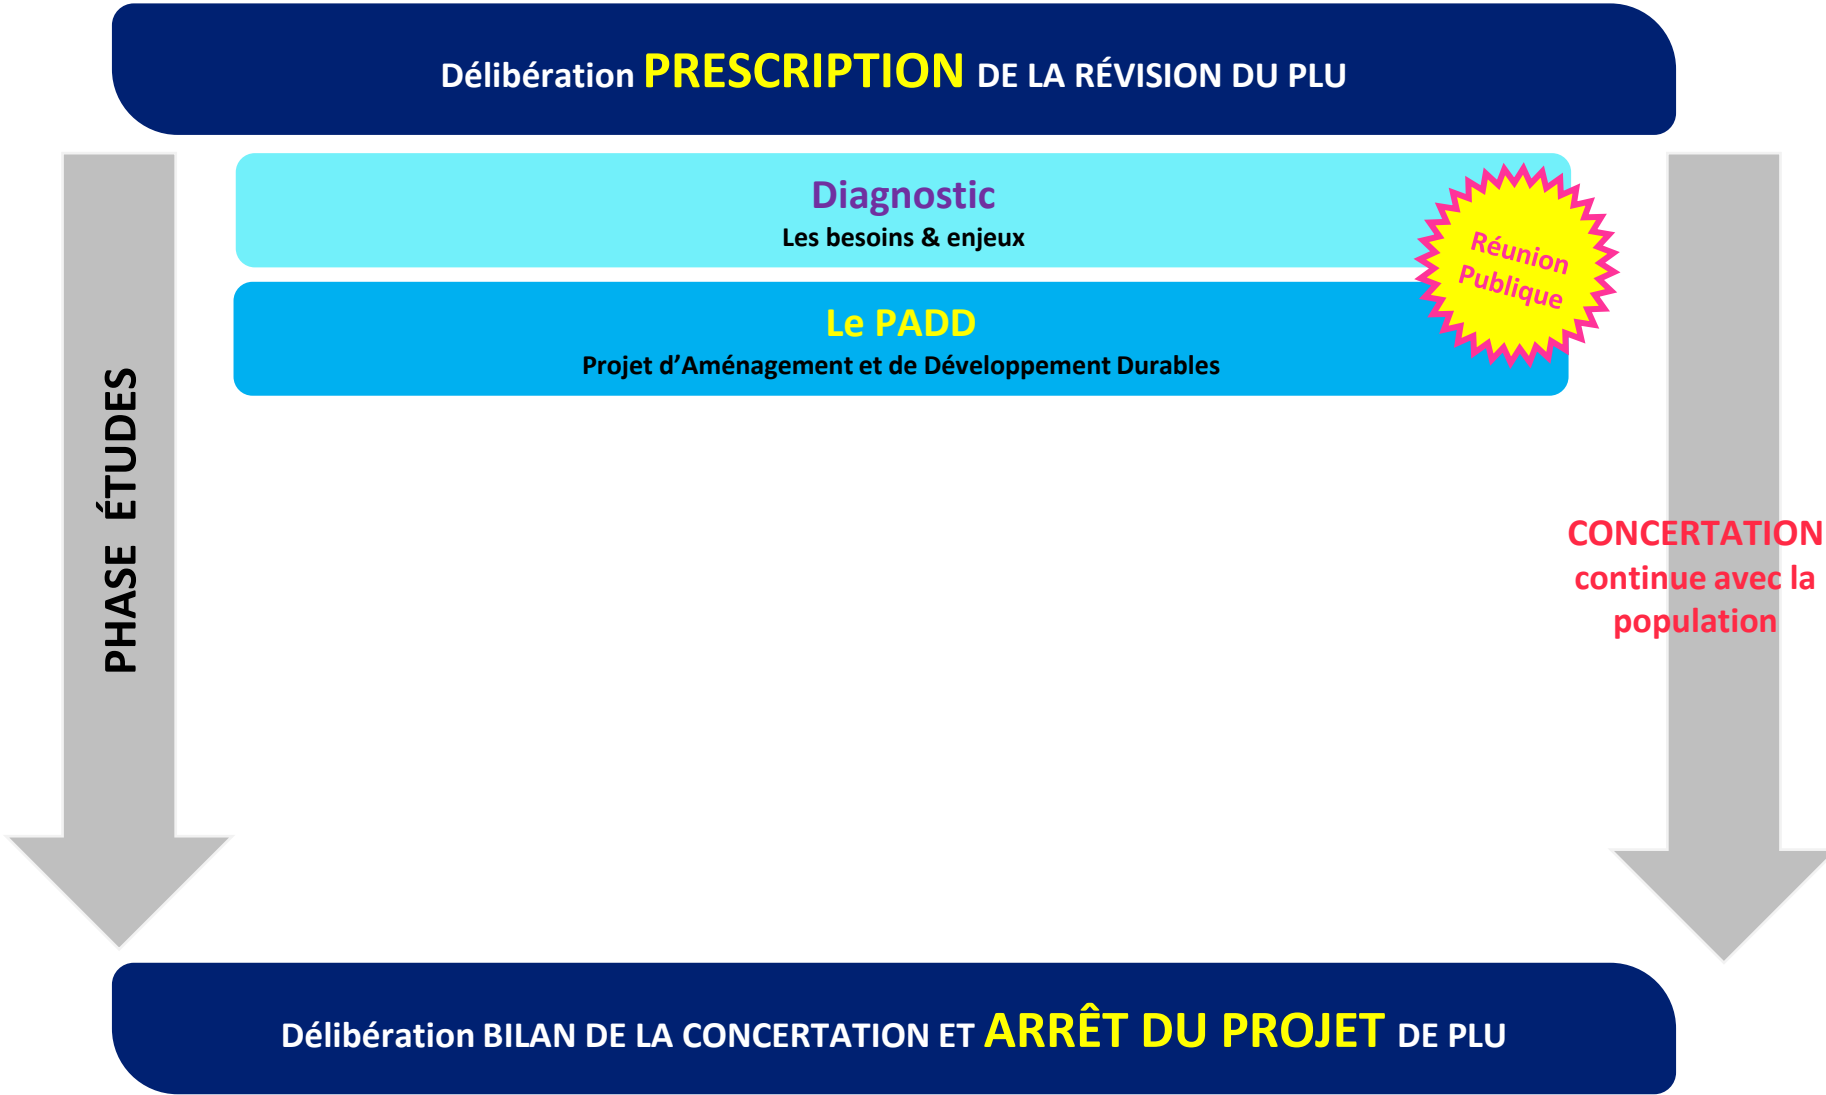 Délibération PRESCRIPTION DE LA RÉVISION DU PLU
Diagnostic
Les besoins & enjeux
Réunion
Publique
Le PADD
Projet d’Aménagement et de Développement Durables
PHASE ÉTUDES
CONCERTATION
continue avec la
population
Délibération BILAN DE LA CONCERTATION ET ARRÊT DU PROJET DE PLU